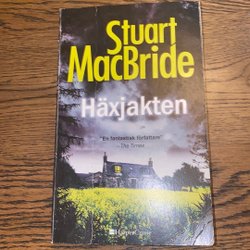 Stuart
MacBride
Häxjakten
"En fantastisk författare"
—The Times